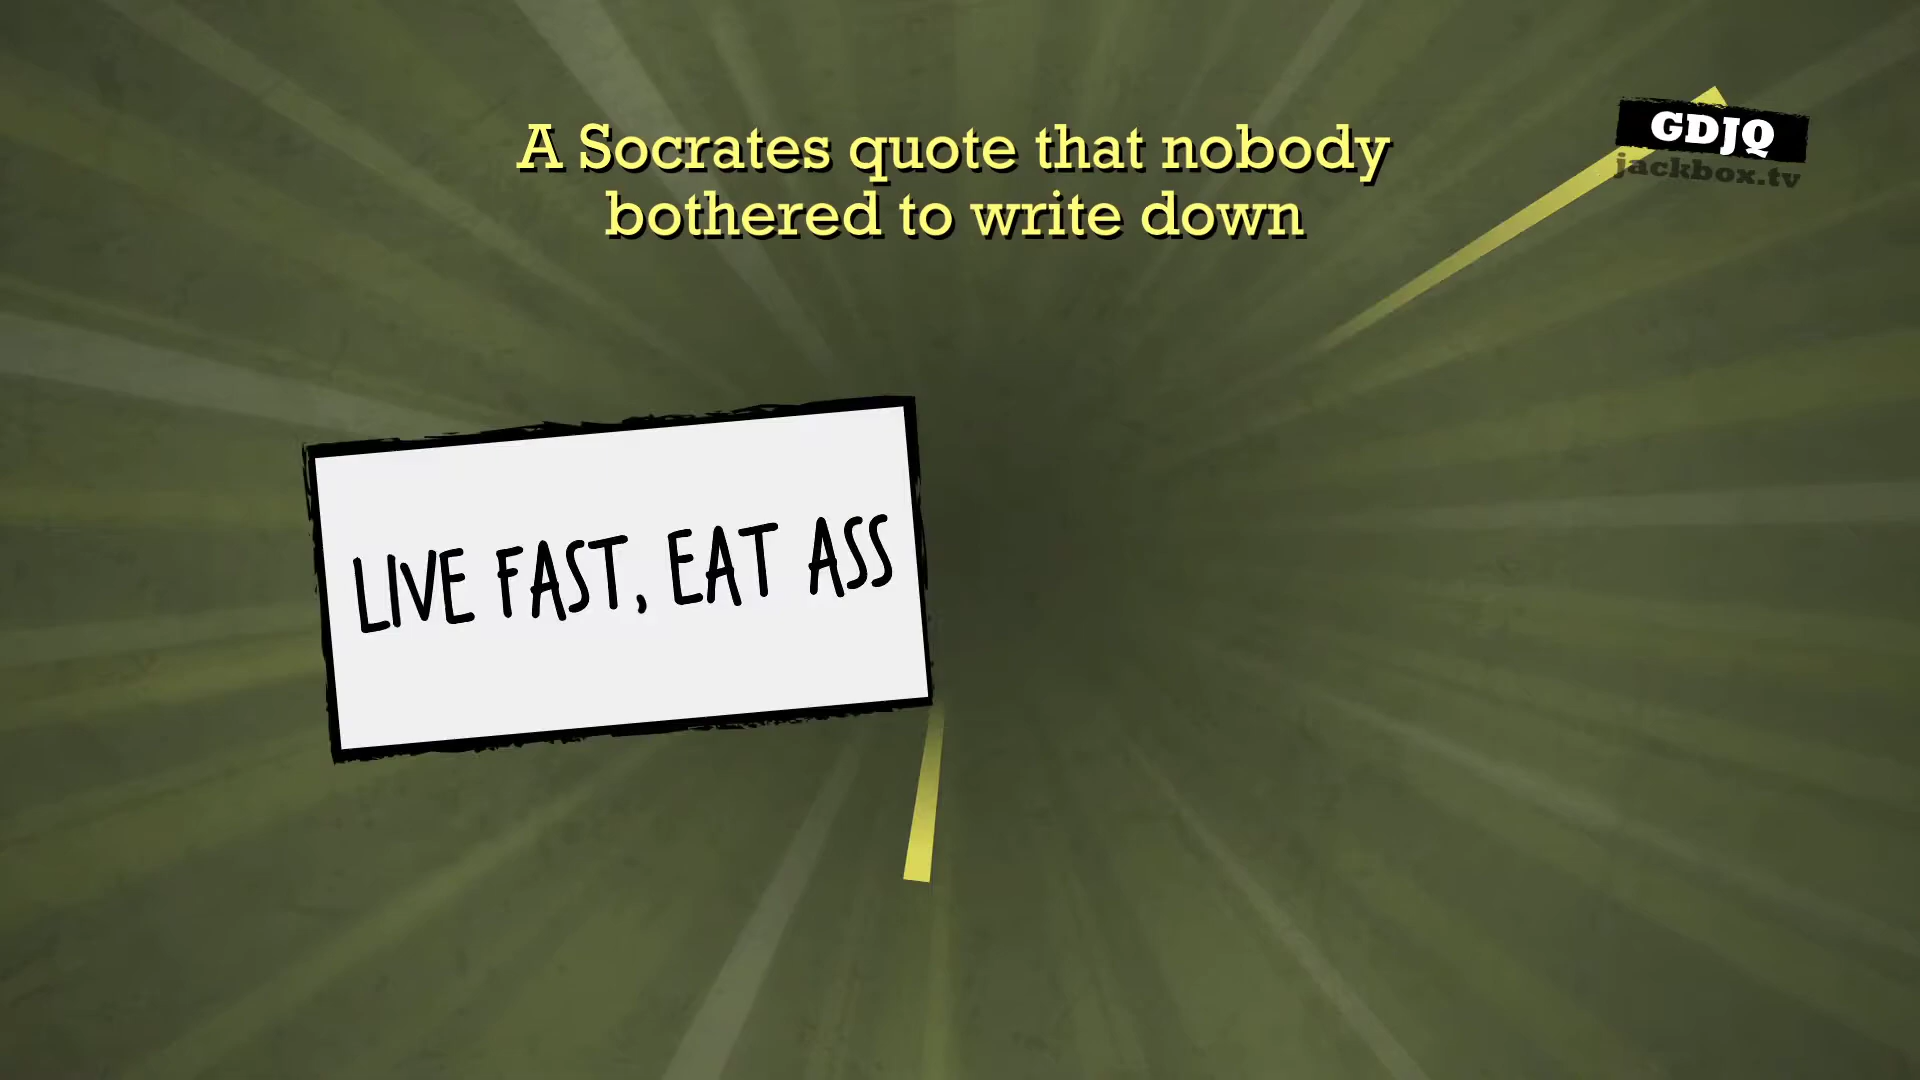 A Socrates quote that nobody
bothered to write down
GDJQ
jackbox.tv
LIVE FAST, EAT ASS